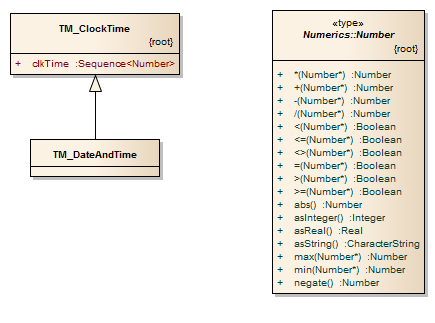 TM_ClockTime
{root}
+ clkTime :Sequence<Number>
TM_DateAndTime
«type»
Numerics::Number
{root}
+ *(Number*) :Number
+ +(Number*) :Number
+ -(Number*) :Number
+ /(Number*) :Number
+ <(Number*) :Boolean
+ <=(Number*) :Boolean
+ <>(Number*) :Boolean
+ =(Number*) :Boolean
+ >(Number*) :Boolean
+ >=(Number*) :Boolean
+ abs() :Number
+ asInteger() :Integer
+ asReal() :Real
+ asString() :CharacterString
+ max(Number*) :Number
+ min(Number*) :Number
+ negate() :Number